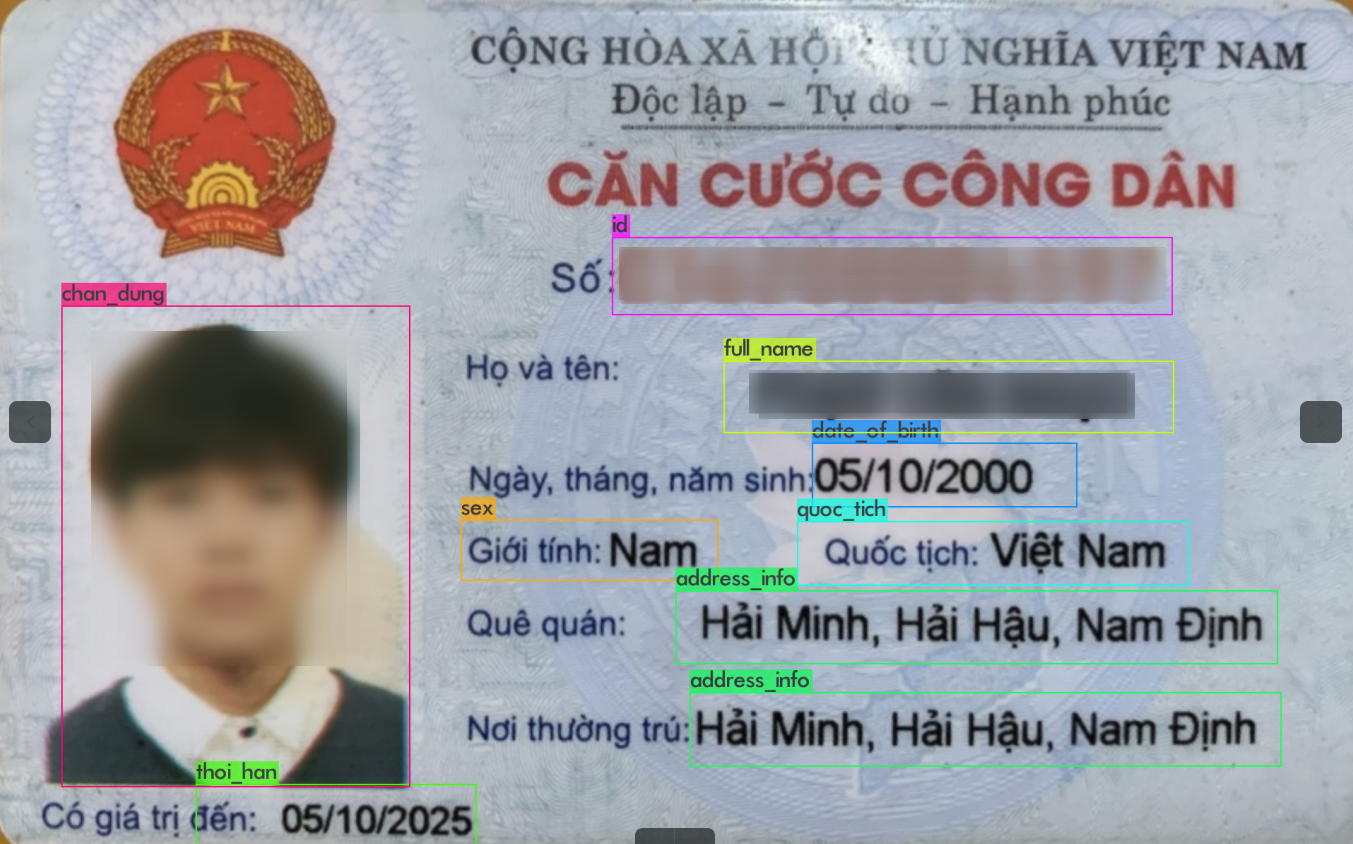 CỘNG HÒA XÃ HỘI CHỦ NGHĨA VIỆT NAM
Độc lập - Tự do - Hạnh phúc
CĂN CƯỚC CÔNG DÂN
VIỆT NAM
id
Số:
chan_dung
full_name
Họ và tên:
date_of_birth
Ngày, tháng, năm sinh: 05/10/2000
sex
quoc_tich
Giới tính: Nam Quốc tịch: Việt Nam
address_info
Quê quán: Hải Minh, Hải Hậu, Nam Định
address_info
Nơi thường trú: Hải Minh, Hải Hậu, Nam Định
thoi_han
Có giá trị đến: 05/10/2025